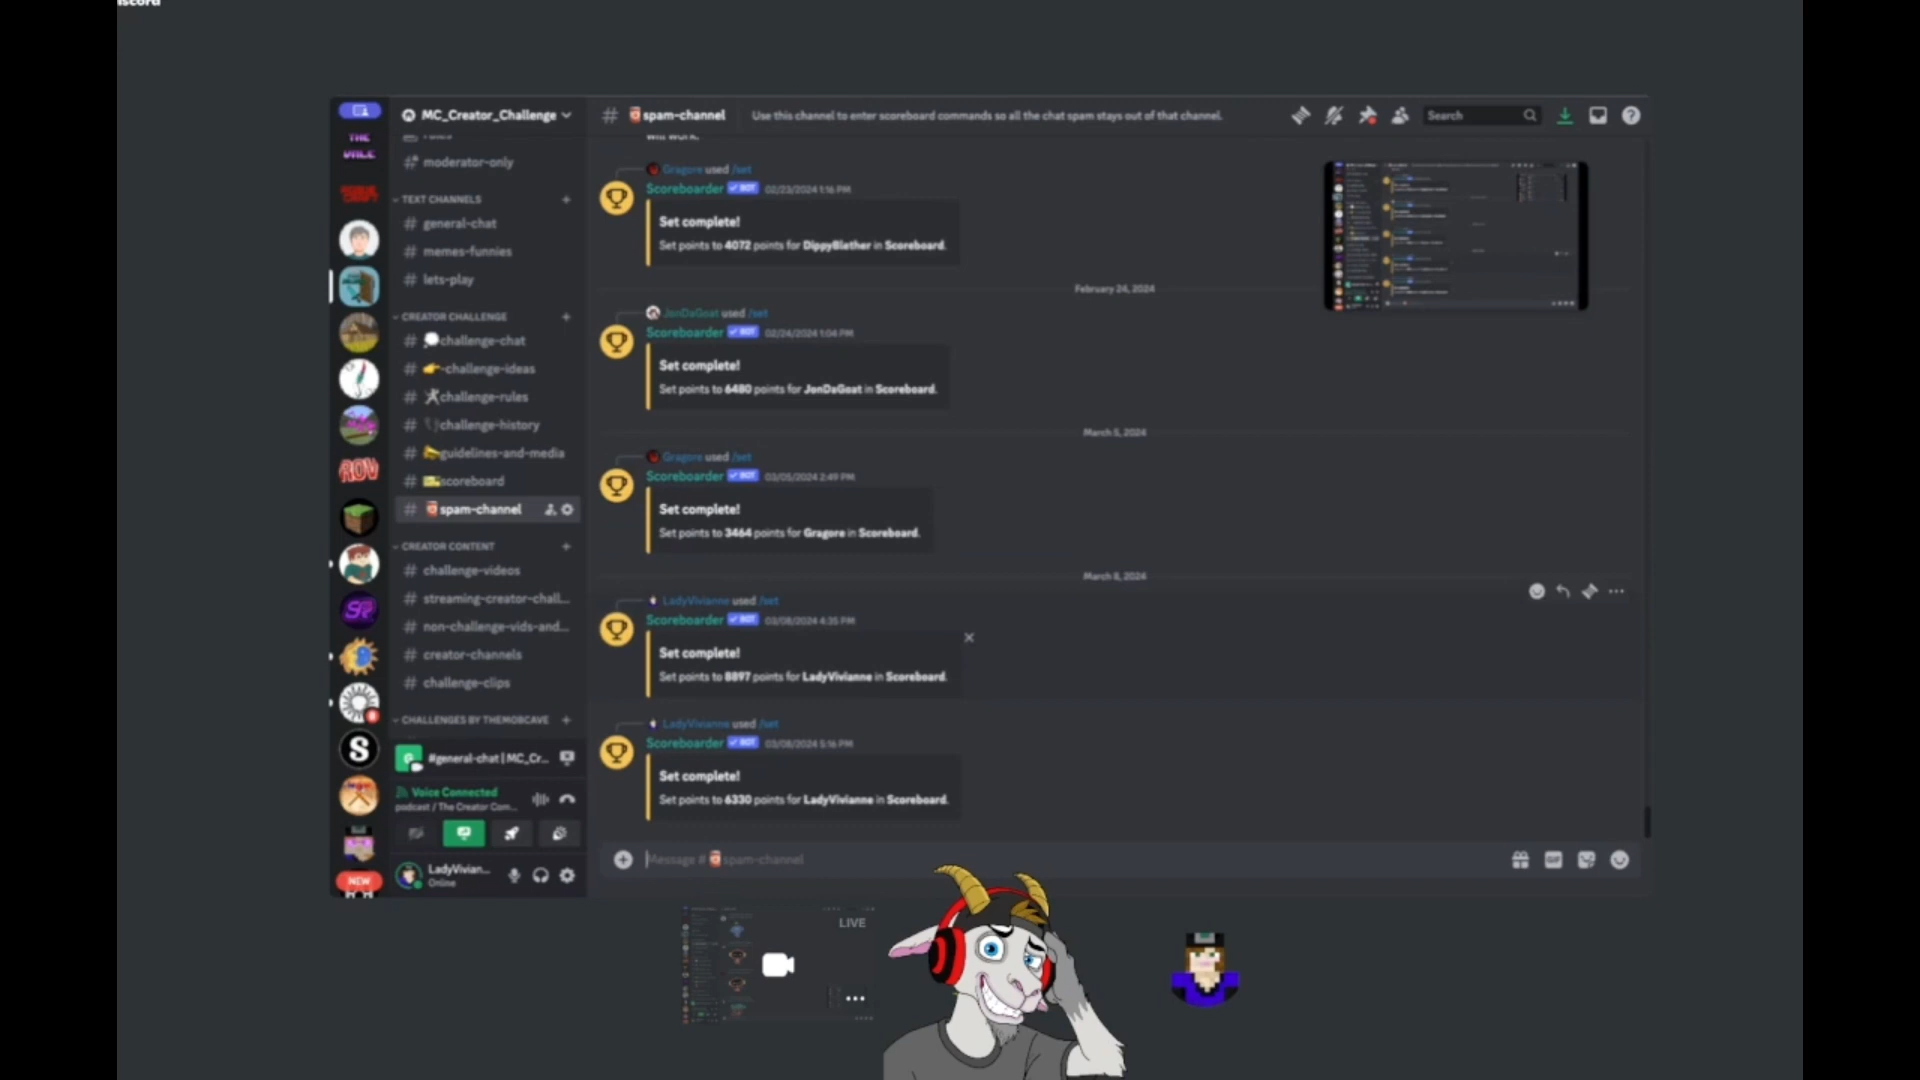 iscord
MC_Creator_Challenge
rules
moderator-only
TEXT CHANNELS
general-chat
memes-funnies
lets-play
CREATOR CHALLENGE
challenge-chat
-challenge-ideas
challenge-rules
challenge-history
guidelines-and-media
scoreboard
spam-channel
CREATOR CONTENT
challenge-videos
streaming-creator-chall...
non-challenge-vids-and...
creator-channels
challenge-clips
CHALLENGES BY THEMOBCAVE
#general-chat | MC_Cr...
Voice Connected
podcast / The Creator Com...
LadyVivian...
Online
THE
ROV
SR
S
NEW
# spam-channel
Use this channel to enter scoreboard commands so all the chat spam stays out of that channel.
Search
will work.
Gragore used /set
Scoreboarder BOT 02/23/2024 1:16 PM
Set complete!
Set points to 4072 points for DippyBlether in Scoreboard.
February 24, 2024
JonDaGoat used /set
Scoreboarder BOT 02/24/2024 1:04 PM
Set complete!
Set points to 6480 points for JonDaGoat in Scoreboard.
March 5, 2024
Gragore used /set
Scoreboarder BOT 03/05/2024 2:49 PM
Set complete!
Set points to 3464 points for Gragore in Scoreboard.
March 8, 2024
LadyVivianne used /set
Scoreboarder BOT 03/08/2024 4:35 PM
Set complete!
Set points to 8897 points for LadyVivianne in Scoreboard.
LadyVivianne used /set
Scoreboarder BOT 03/08/2024 5:16 PM
Set complete!
Set points to 6330 points for LadyVivianne in Scoreboard.
Message # spam-channel
GIF
LIVE